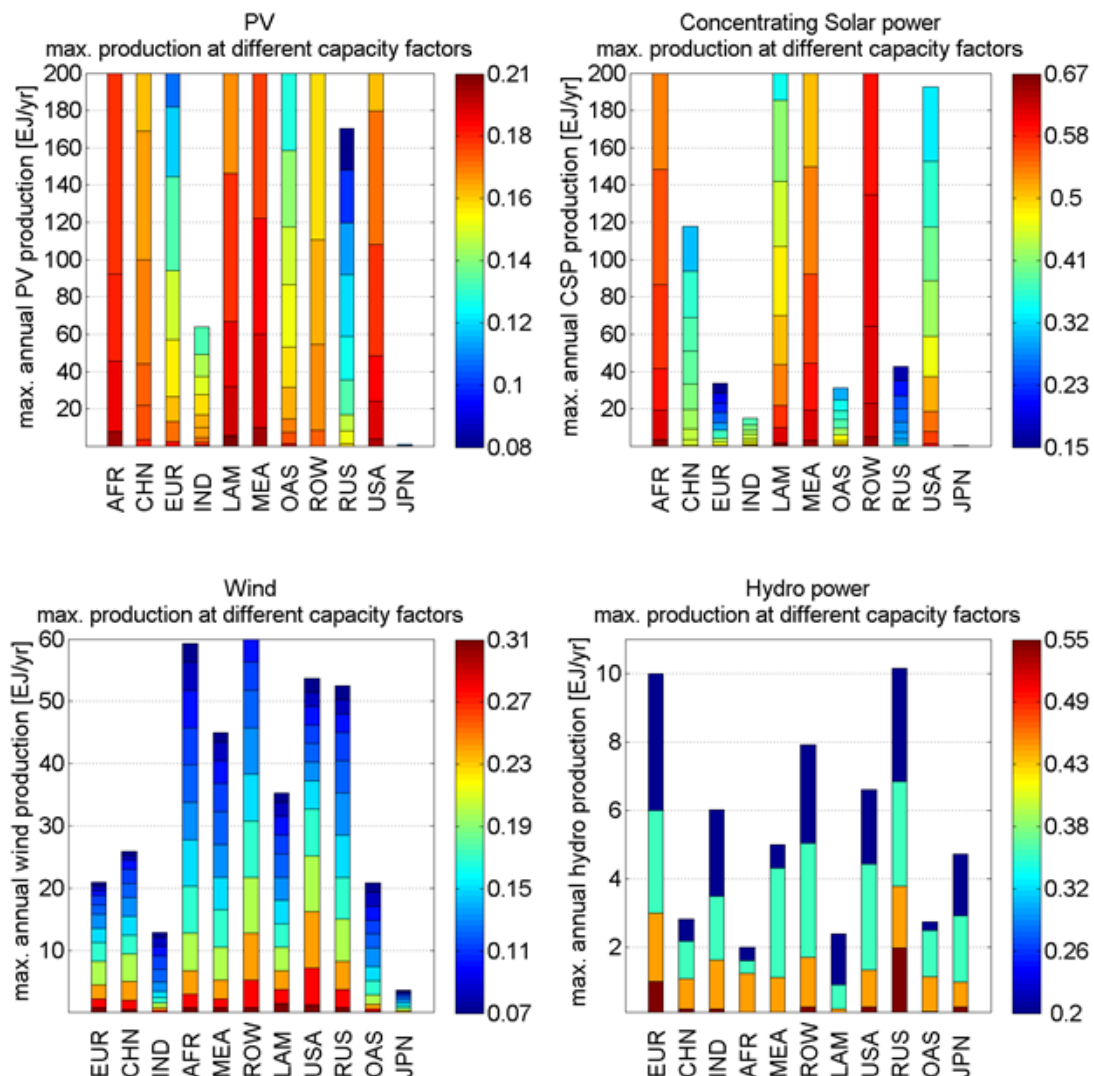 PV
max. production at different capacity factors
max. annual PV production [EJ/yr]
200
180
160
140
120
100
80
60
40
20
AFR
CHN
EUR
IND
LAM
MEA
OAS
ROW
RUS
USA
JPN
0.21
0.18
0.16
0.14
0.12
0.1
0.08
Concentrating Solar power
max. production at different capacity factors
max. annual CSP production [EJ/yr]
200
180
160
140
120
100
80
60
40
20
AFR
CHN
EUR
IND
LAM
MEA
OAS
ROW
RUS
USA
JPN
0.67
0.58
0.5
0.41
0.32
0.23
0.15
Wind
max. production at different capacity factors
max. annual wind production [EJ/yr]
60
50
40
30
20
10
EUR
CHN
IND
AFR
MEA
ROW
LAM
USA
RUS
OAS
JPN
0.31
0.27
0.23
0.19
0.15
0.11
0.07
Hydro power
max. production at different capacity factors
max. annual hydro production [EJ/yr]
10
8
6
4
2
EUR
CHN
IND
AFR
MEA
ROW
LAM
USA
RUS
OAS
JPN
0.55
0.49
0.43
0.38
0.32
0.26
0.2